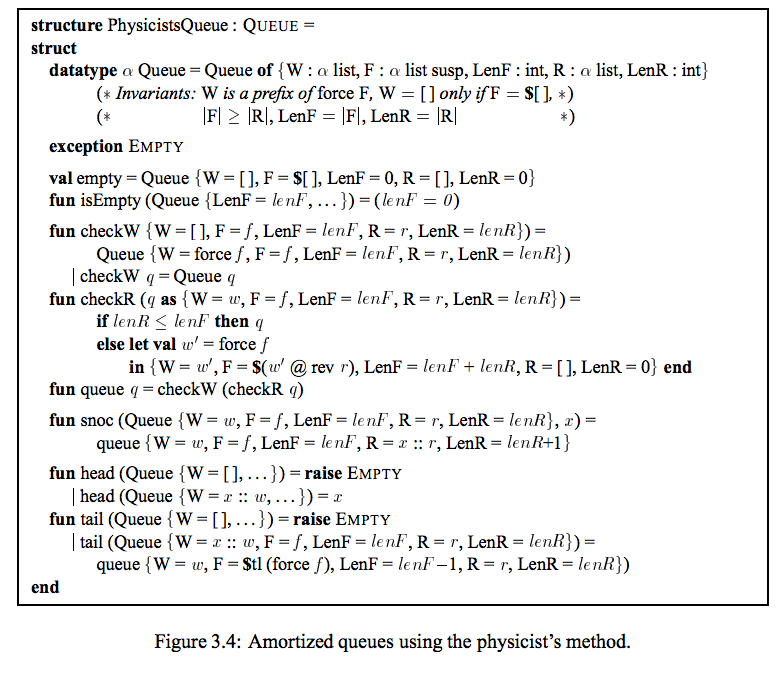 structure PhysicistsQueue : QUEUE =
struct
datatype α Queue = Queue of {W : α list, F : α list susp, LenF : int, R : α list, LenR : int}
(∗ Invariants: W is a prefix of force F, W = [ ] only if F = $[ ], ∗)
(∗ |F| ≥ |R|, LenF = |F|, LenR = |R| ∗)
exception EMPTY
val empty = Queue {W = [ ], F = $[ ], LenF = 0, R = [ ], LenR = 0}
fun isEmpty (Queue {LenF = lenF, ...}) = (lenF = 0)
fun checkW {W = [ ], F = f, LenF = lenF, R = r, LenR = lenR}) =
Queue {W = force f, F = f, LenF = lenF, R = r, LenR = lenR})
| checkW q = Queue q
fun checkR (q as {W = w, F = f, LenF = lenF, R = r, LenR = lenR}) =
if lenR ≤ lenF then q
else let val w′ = force f
in {W = w′, F = $(w′ @ rev r), LenF = lenF + lenR, R = [ ], LenR = 0} end
fun queue q = checkW (checkR q)
fun snoc (Queue {W = w, F = f, LenF = lenF, R = r, LenR = lenR}, x) =
queue {W = w, F = f, LenF = lenF, R = x :: r, LenR = lenR+1}
fun head (Queue {W = [ ], ...}) = raise EMPTY
| head (Queue {W = x :: w, ...}) = x
fun tail (Queue {W = [ ], ...}) = raise EMPTY
| tail (Queue {W = x :: w, F = f, LenF = lenF, R = r, LenR = lenR}) =
queue {W = w, F = $tl (force f), LenF = lenF−1, R = r, LenR = lenR})
end
Figure 3.4: Amortized queues using the physicist's method.